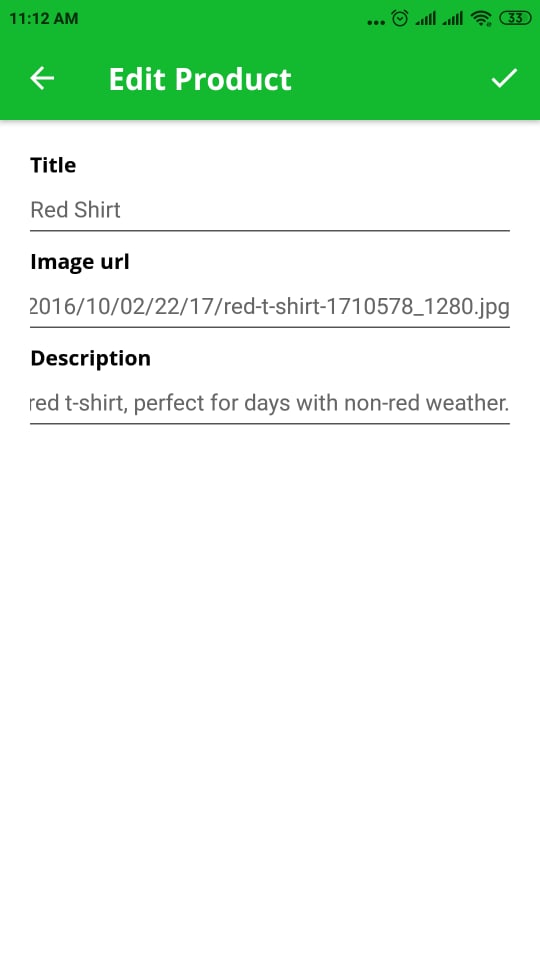 11:12 AM
33
Edit Product
Title
Red Shirt
Image url
2016/10/02/22/17/red-t-shirt-1710578_1280.jpg
Description
red t-shirt, perfect for days with non-red weather.